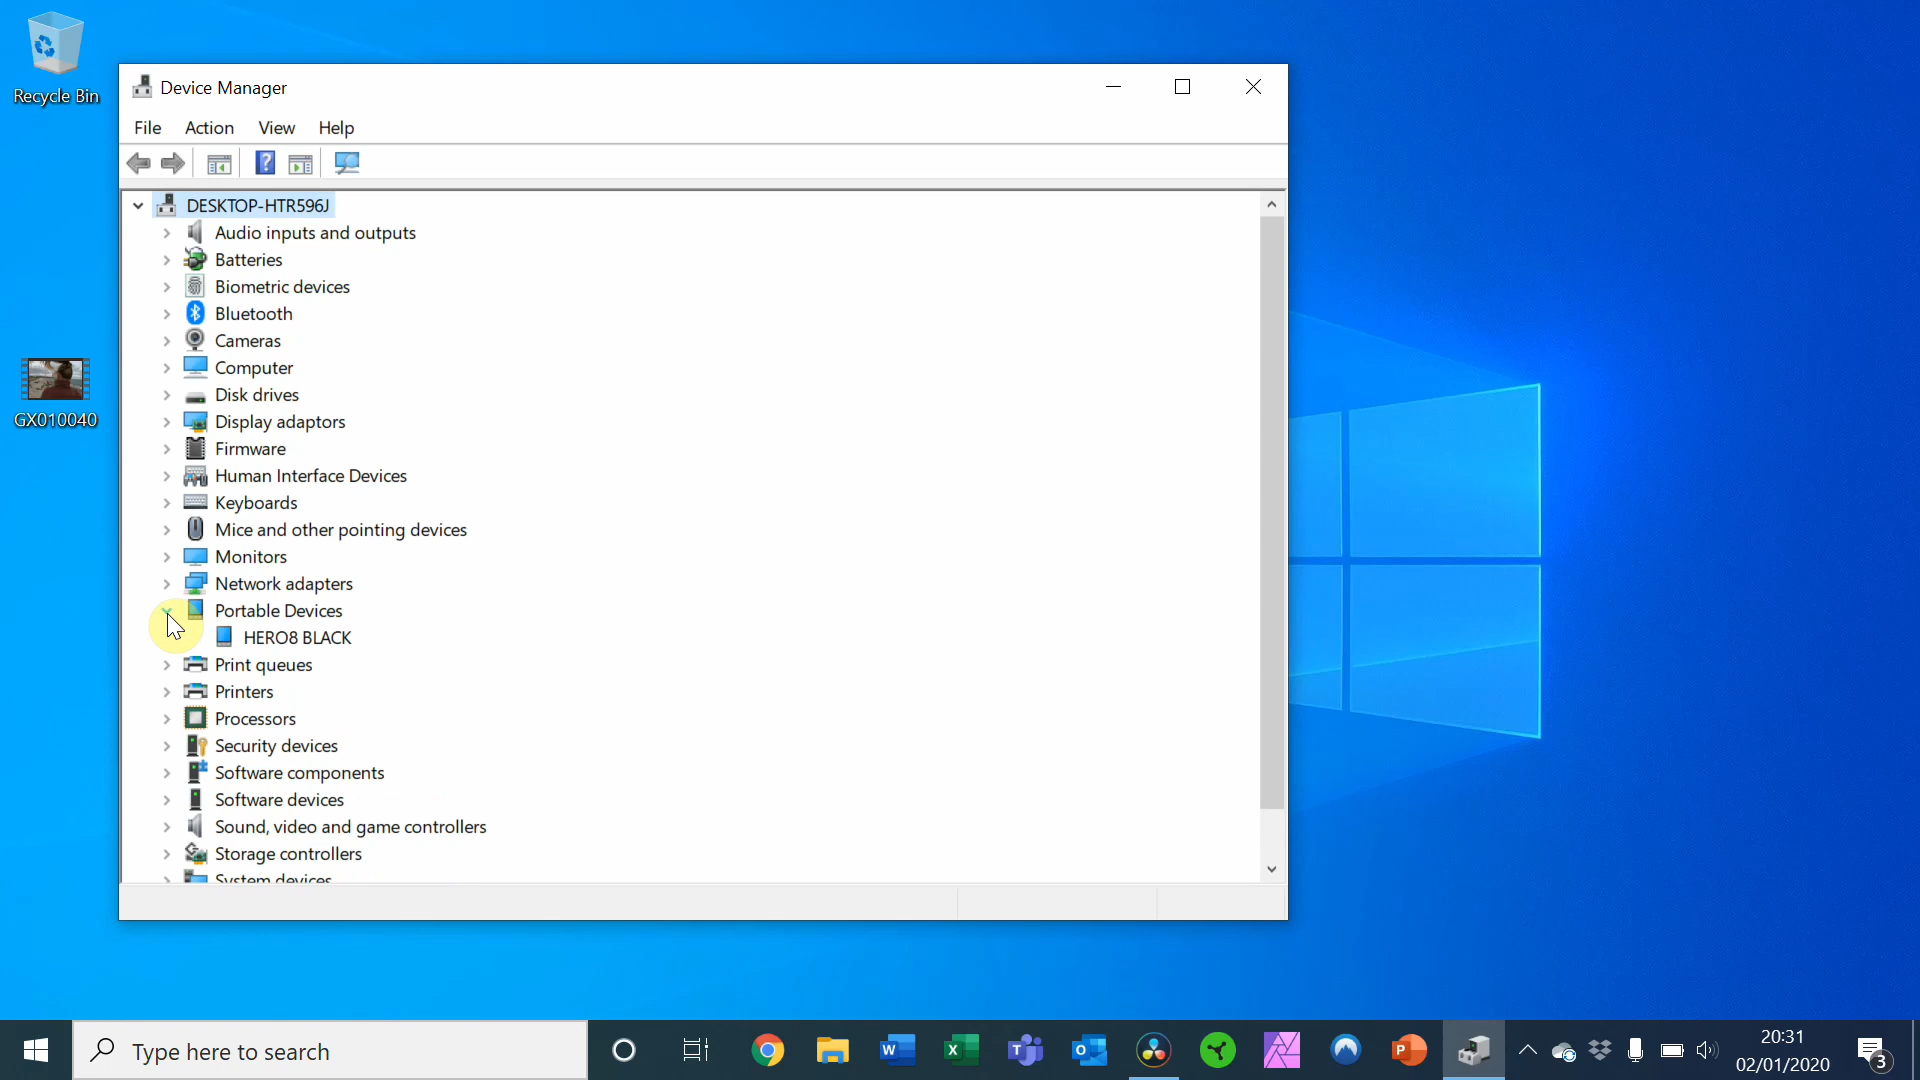 Recycle Bin
GX010040
Device Manager
File Action View Help
DESKTOP-HTR596J
Audio inputs and outputs
Batteries
Biometric devices
Bluetooth
Cameras
Computer
Disk drives
Display adaptors
Firmware
Human Interface Devices
Keyboards
Mice and other pointing devices
Monitors
Network adapters
Portable Devices
HERO8 BLACK
Print queues
Printers
Processors
Security devices
Software components
Software devices
Sound, video and game controllers
Storage controllers
System devices
Type here to search
20:31
02/01/2020
3